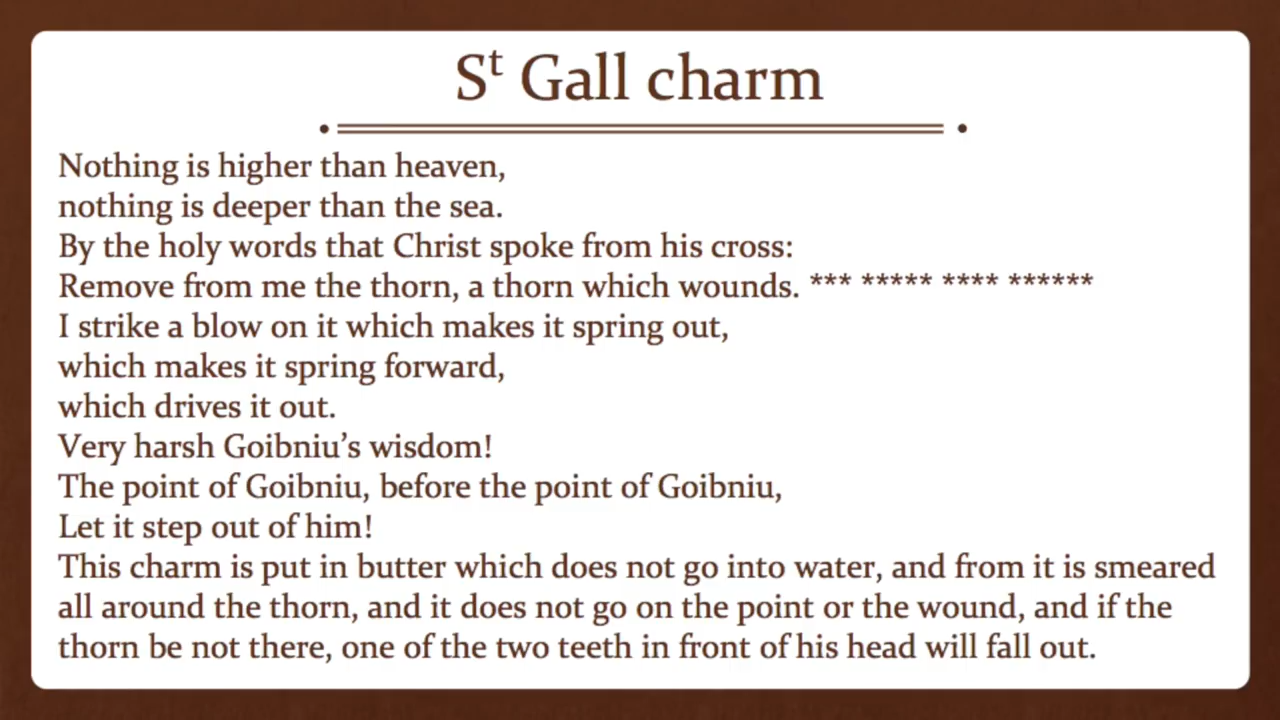 St Gall charm
Nothing is higher than heaven,
nothing is deeper than the sea.
By the holy words that Christ spoke from his cross:
Remove from me the thorn, a thorn which wounds. *** ***** **** ******
I strike a blow on it which makes it spring out,
which makes it spring forward,
which drives it out.
Very harsh Goibniu’s wisdom!
The point of Goibniu, before the point of Goibniu,
Let it step out of him!
This charm is put in butter which does not go into water, and from it is smeared
all around the thorn, and it does not go on the point or the wound, and if the
thorn be not there, one of the two teeth in front of his head will fall out.